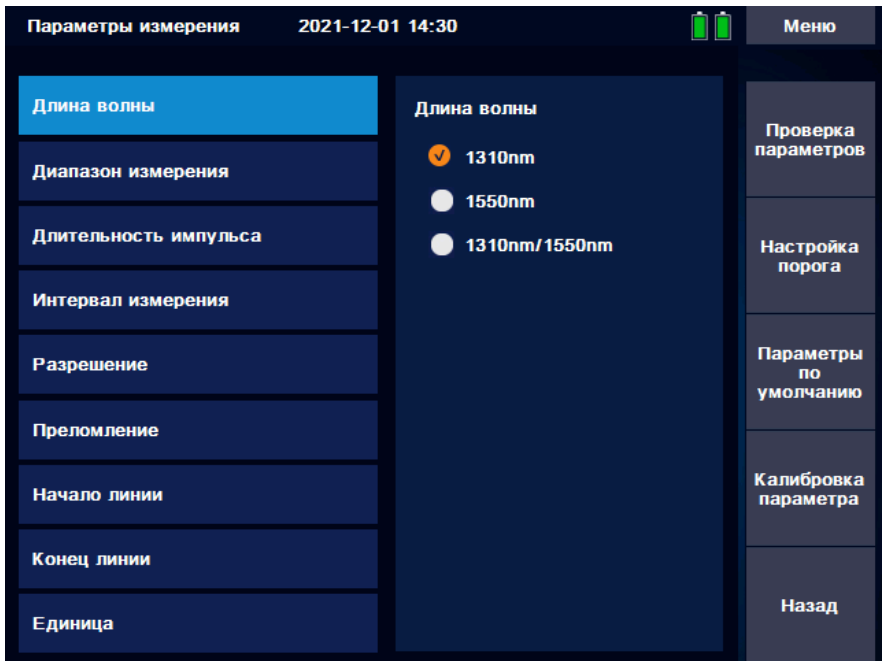 Параметры измерения 2021-12-01 14:30
Меню
Длина волны
Диапазон измерения
Длительность импульса
Интервал измерения
Разрешение
Преломление
Начало линии
Конец линии
Единица
Длина волны
1310nm
1550nm
1310nm/1550nm
Проверка
параметров
Настройка
порога
Параметры
по
умолчанию
Калибровка
параметра
Назад